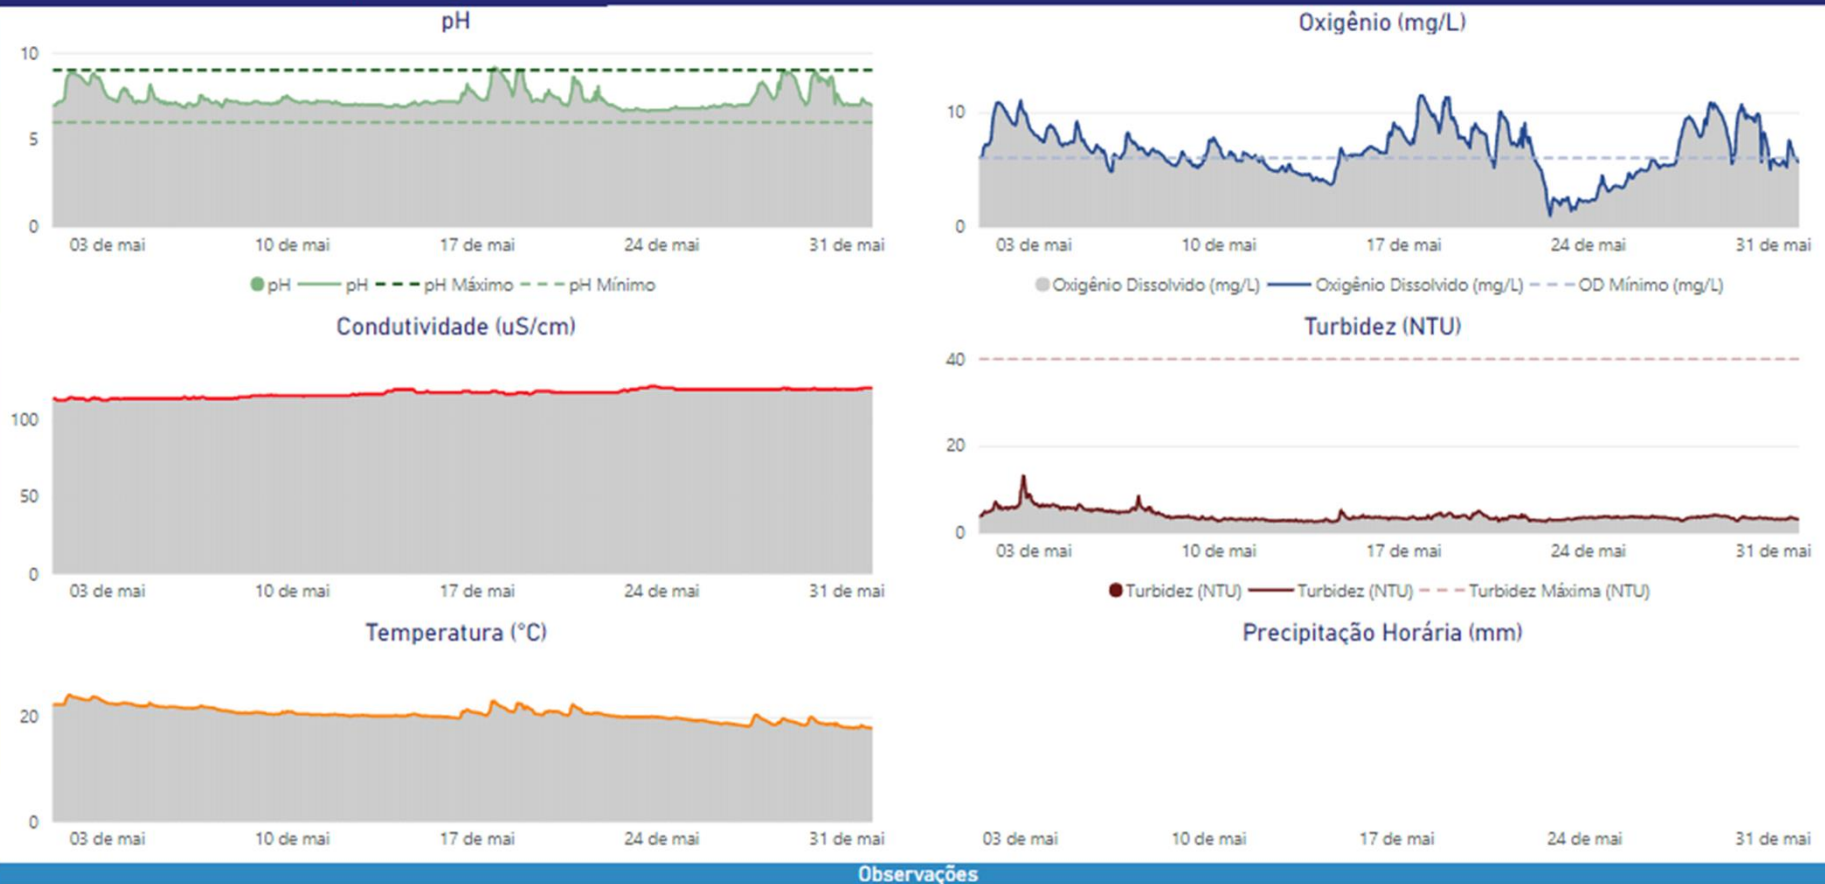 pH
10
5
0
03 de mai 10 de mai 17 de mai 24 de mai 31 de mai
pH pH pH Máximo pH Mínimo
Oxigênio (mg/L)
10
0
03 de mai 10 de mai 17 de mai 24 de mai 31 de mai
Oxigênio Dissolvido (mg/L) Oxigênio Dissolvido (mg/L) OD Mínimo (mg/L)
Condutividade (uS/cm)
100
50
0
03 de mai 10 de mai 17 de mai 24 de mai 31 de mai
Turbidez (NTU)
40
20
0
03 de mai 10 de mai 17 de mai 24 de mai 31 de mai
Turbidez (NTU) Turbidez (NTU) Turbidez Máxima (NTU)
Temperatura (°C)
20
0
03 de mai 10 de mai 17 de mai 24 de mai 31 de mai
Precipitação Horária (mm)
03 de mai 10 de mai 17 de mai 24 de mai 31 de mai
Observações